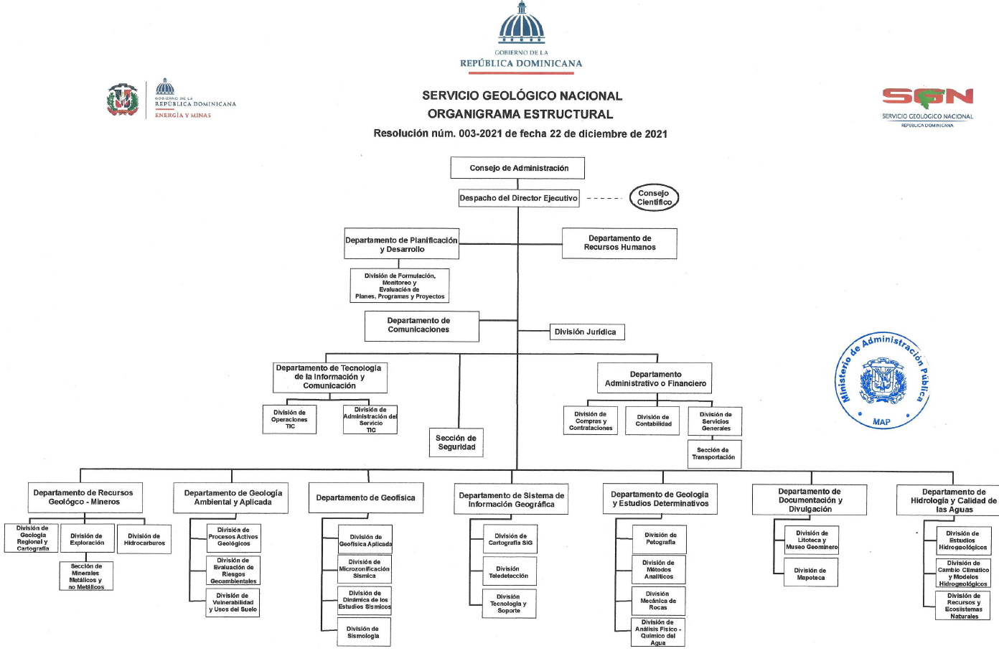 GOBIERNO DE LA
REPÚBLICA DOMINICANA
GOBIERNO DE LA
REPÚBLICA DOMINICANA
ENERGÍA Y MINAS
SERVICIO GEOLÓGICO NACIONAL
ORGANIGRAMA ESTRUCTURAL
Resolución núm. 003-2021 de fecha 22 de diciembre de 2021
SGN
SERVICIO GEOLÓGICO NACIONAL
REPÚBLICA DOMINICANA
Consejo de Administración
Despacho del Director Ejecutivo
Consejo
Científico
Departamento de Planificación
y Desarrollo
Departamento de
Recursos Humanos
División de Formulación,
Monitoreo y
Evaluación de
Planes, Programas y Proyectos
Departamento de
Comunicaciones
División Jurídica
Departamento de Tecnología
de la Información y
Comunicación
Departamento
Administrativo o Financiero
División de
Operaciones
TIC
División de
Administración del
Servicio
TIC
Sección de
Seguridad
División de
Compras y
Contrataciones
División de
Contabilidad
División de
Servicios
Generales
Sección de
Transportación
Ministerio de Administración Pública
MAP
Departamento de Recursos
Geológco - Mineros
Departamento de Geología
Ambiental y Aplicada
Departamento de Geofísica
Departamento de Sistema de
Información Geográfica
Departamento de Geología
y Estudios Determinativos
Departamento de
Documentación y
Divulgación
Departamento de
Hidrología y Calidad de
las Aguas
División de
Geología
Regional y
Cartografía
División de
Exploración
División de
Hidrocarburos
Sección de
Minerales
Metálicos y
no Metálicos
División de
Procesos Activos
Geológicos
División de
Evaluación de
Riesgos
Geoambientales
División de
Vulnerabilidad
y Usos del Suelo
División de
Geofísica Aplicada
División de
Microzonificación
Sísmica
División de
Dinámica de los
Estudios Sísmicos
División de
Sismología
División de
Cartografía SIG
División
Teledetección
División
Tecnología y
Soporte
División de
Petografía
División de
Métodos
Analíticos
División
Mecánica de
Rocas
División de
Análisis Físico -
Químico del
Agua
División de
Litoteca y
Museo Geominero
División de
Mapoteca
División de
Estudios
Hidrogeológicos
División de
Cambio Climático
y Modelos
Hidrogeológicos
División de
Recursos y
Ecosistemas
Naturales